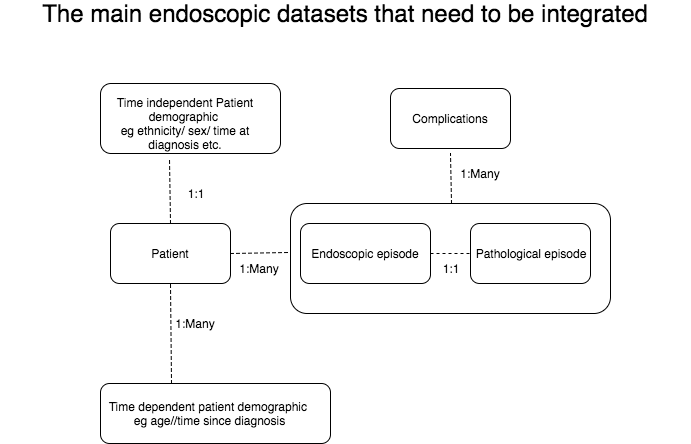 The main endoscopic datasets that need to be integrated
Time independent Patient
demographic
eg ethnicity/ sex/ time at
diagnosis etc.
Complications
1:Many
1:1
Patient
1:Many
Endoscopic episode
1:1
Pathological episode
1:Many
Time dependent patient demographic
eg age//time since diagnosis